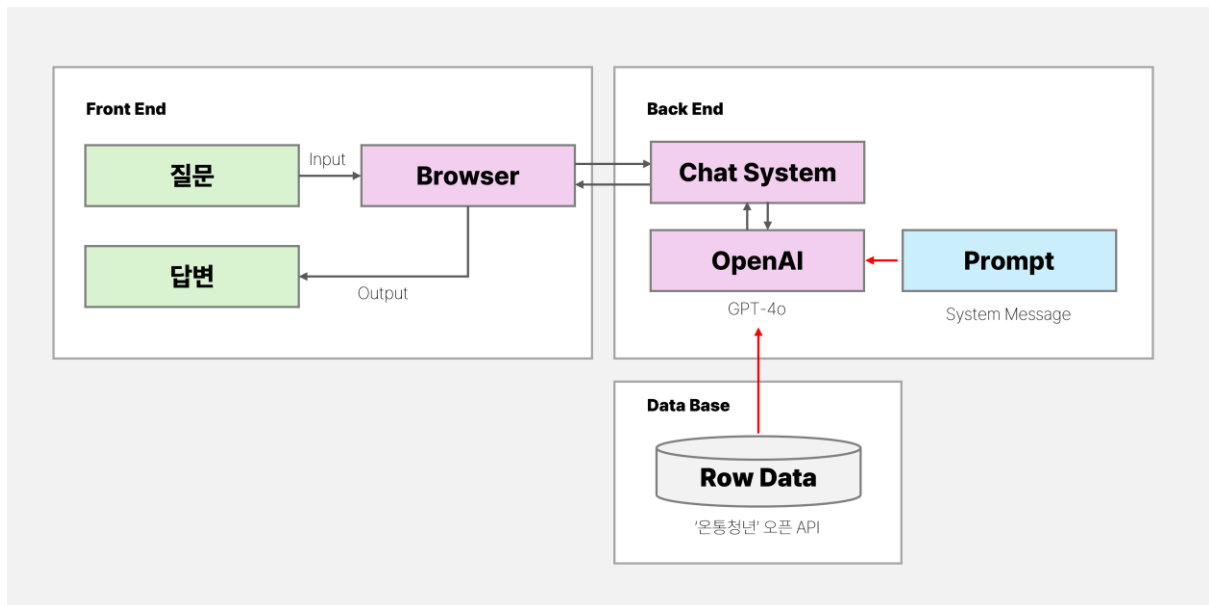 Front End
질문
Input
Browser
답변
Output
Back End
Chat System
OpenAI
GPT-4o
Prompt
System Message
Data Base
Row Data
'온통청년' 오픈 API